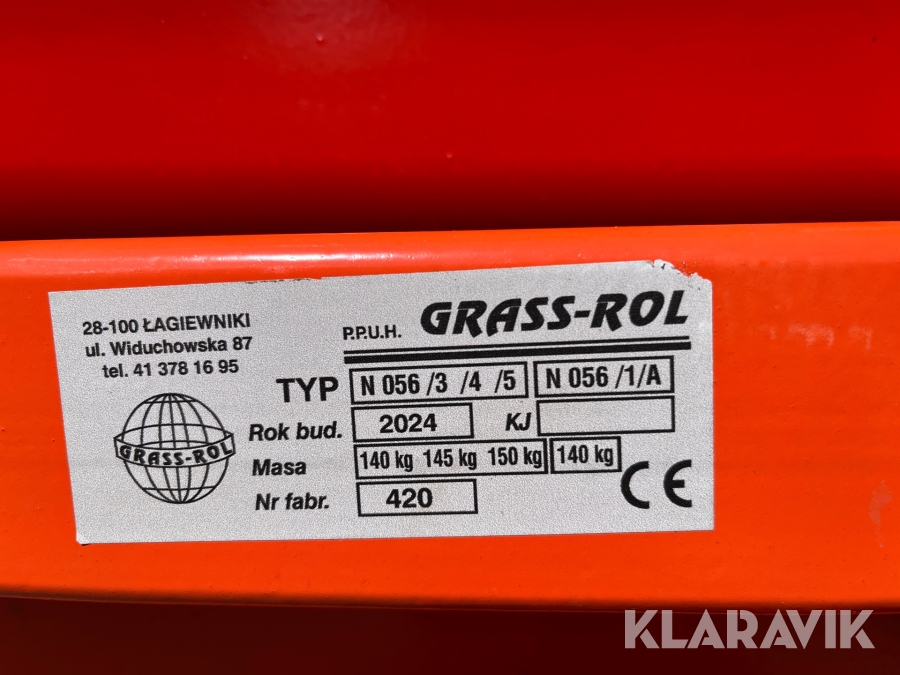 28-100 ŁAGIEWNIKI
ul. Widuchowska 87
tel. 41 378 16 95
GRASS-ROL
P.P.U.H. GRASS-ROL
TYP N 056 /3 /4 /5 N 056 /1/A
Rok bud. 2024 KJ
Masa 140 kg 145 kg 150 kg 140 kg
Nr fabr. 420
CE
KLARAVIK